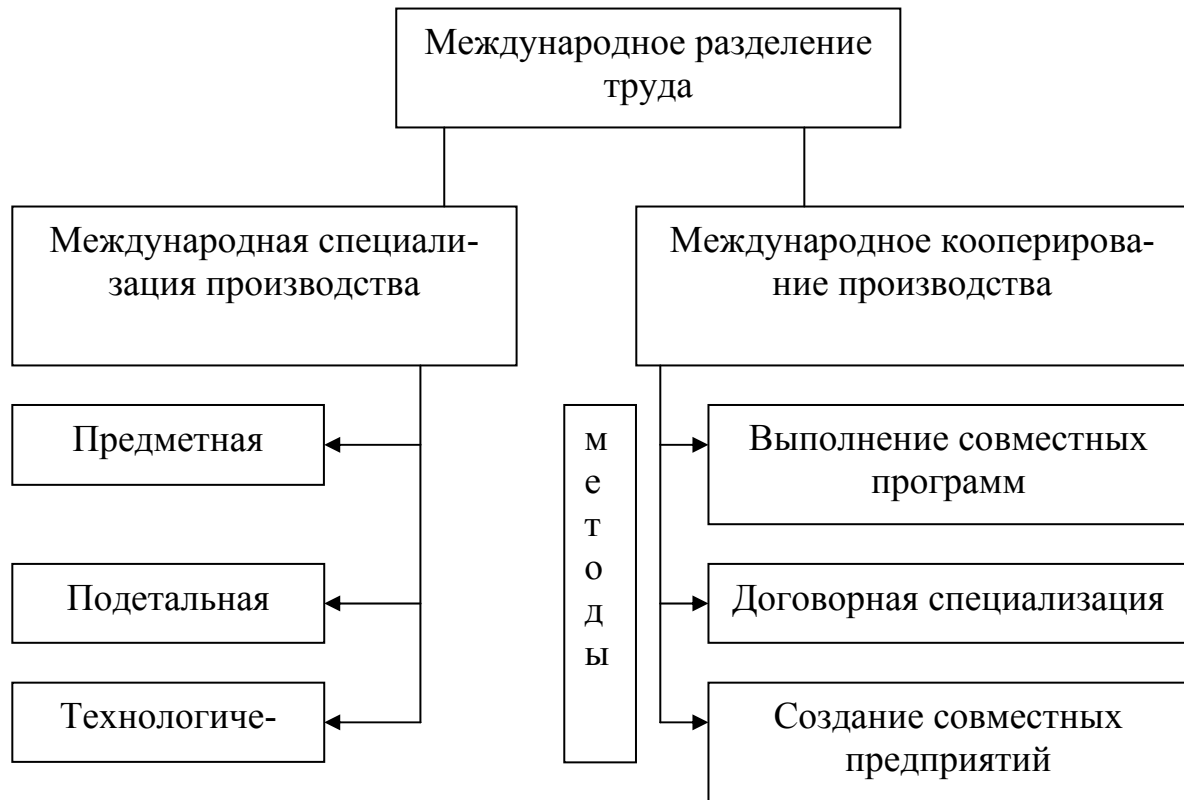 Международное разделение
труда
Международная специали-
зация производства
Международное кооперирова-
ние производства
Предметная
Подетальная
Технологиче-
м
е
т
о
д
ы
Выполнение совместных
программ
Договорная специализация
Создание совместных
предприятий